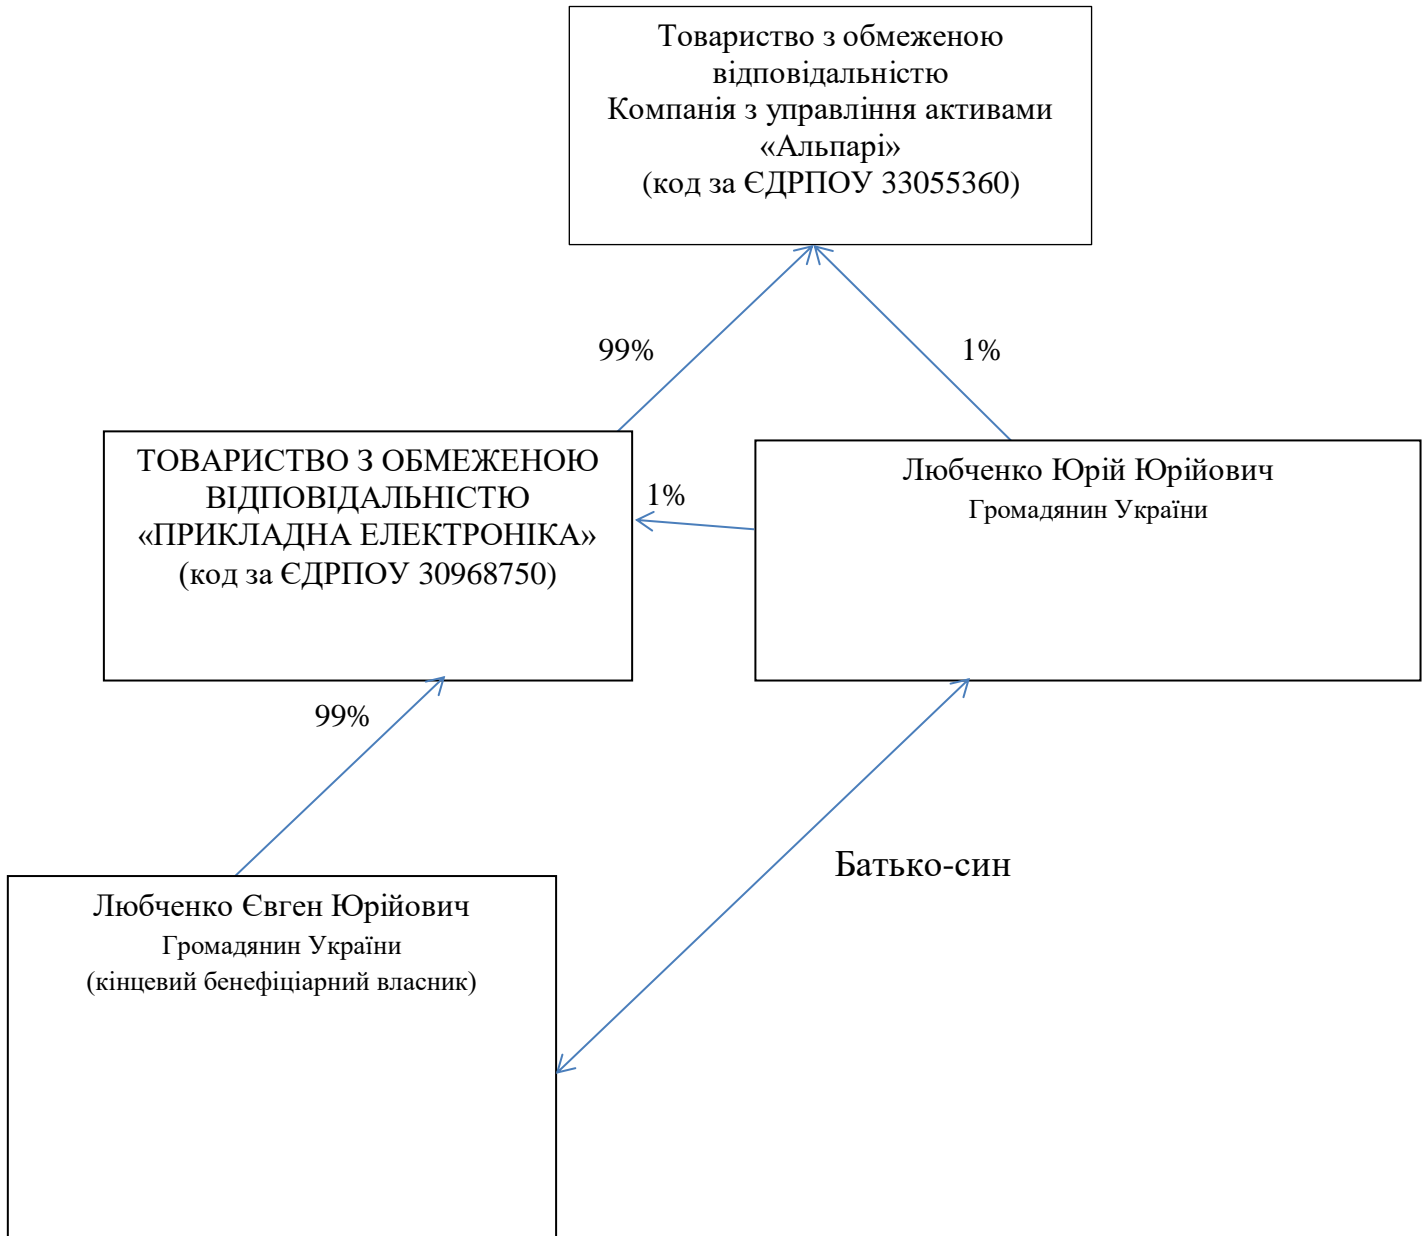 Товариство з обмеженою
відповідальністю
Компанія з управління активами
«Альпарі»
(код за ЄДРПОУ 33055360)
99%
1%
ТОВАРИСТВО З ОБМЕЖЕНОЮ
ВІДПОВІДАЛЬНІСТЮ
«ПРИКЛАДНА ЕЛЕКТРОНІКА»
(код за ЄДРПОУ 30968750)
1%
Любченко Юрій Юрійович
Громадянин України
99%
Батько-син
Любченко Євген Юрійович
Громадянин України
(кінцевий бенефіціарний власник)